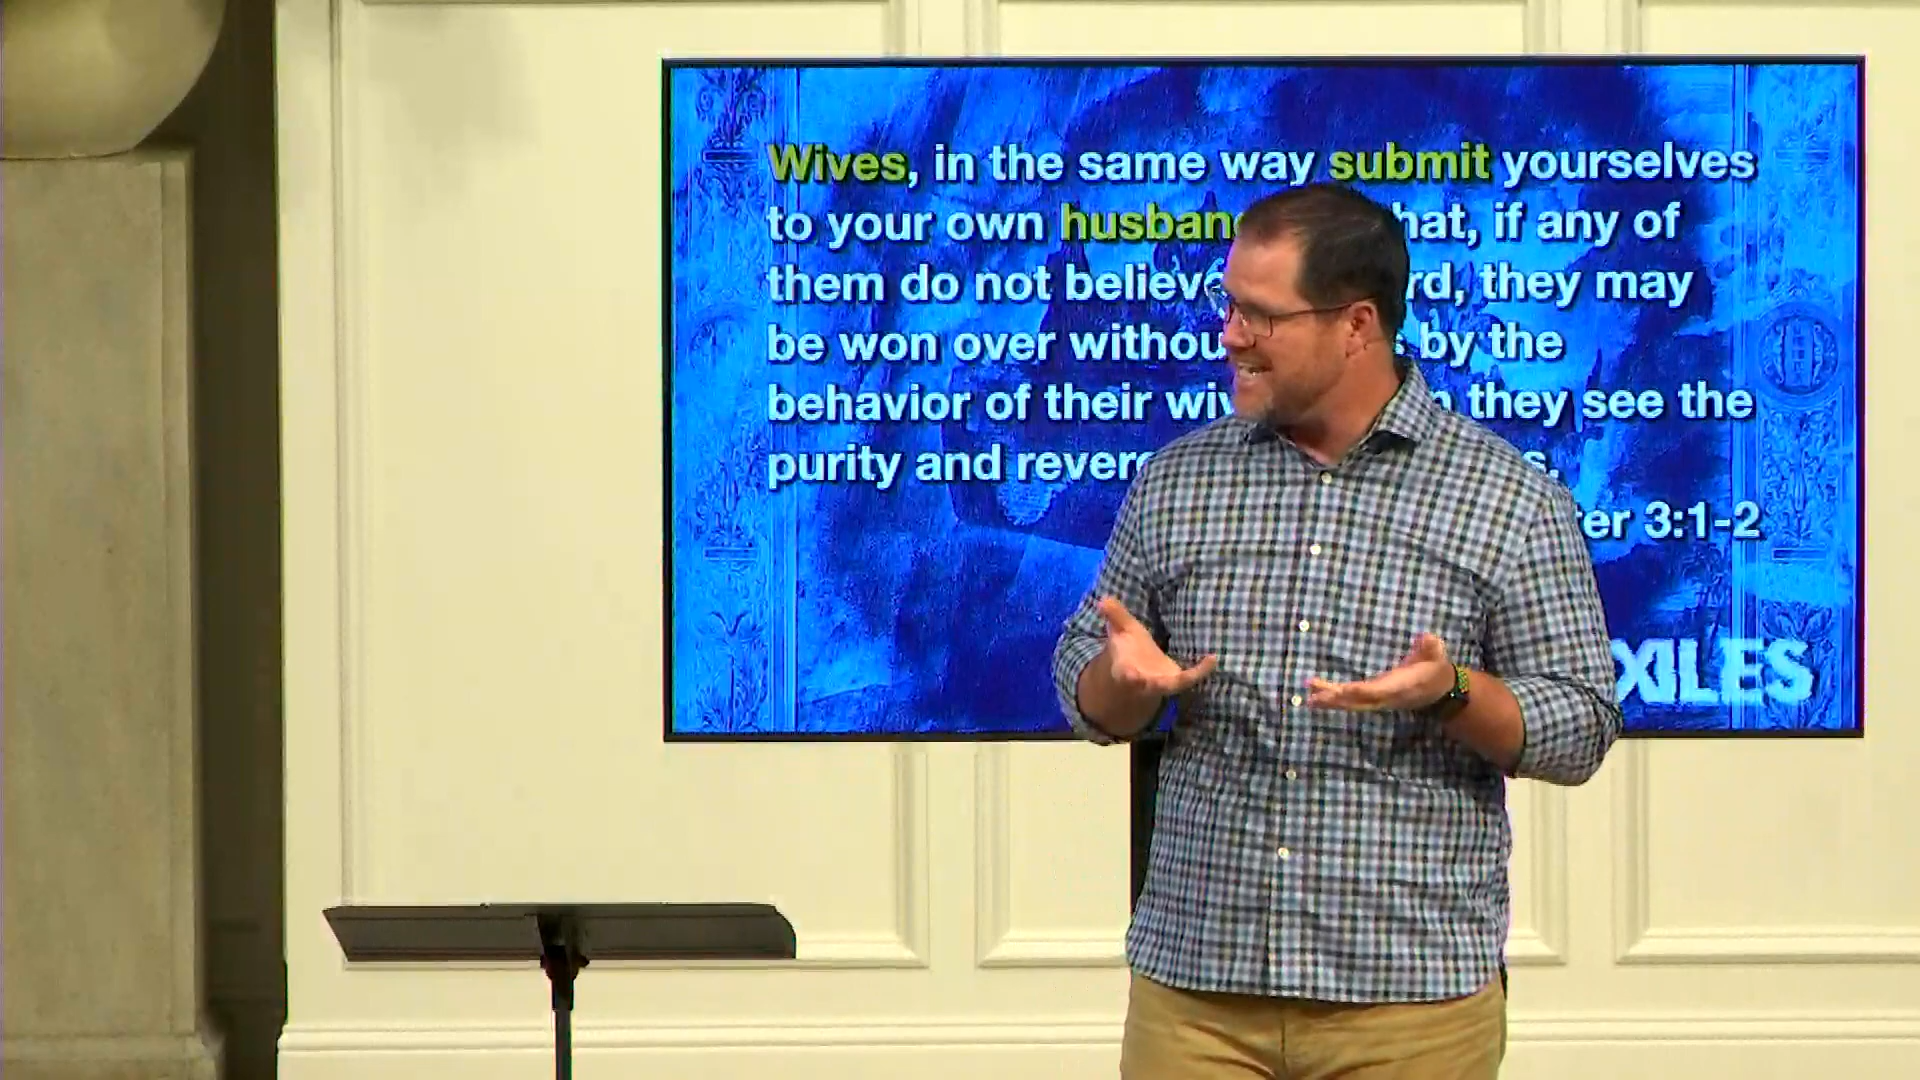 Wives, in the same way submit yourselves
to your own husban hat, if any of
them do not believe rd, they may
be won over withou s by the
behavior of their wiv n they see the
purity and revere s.
er 3:1-2
XILES